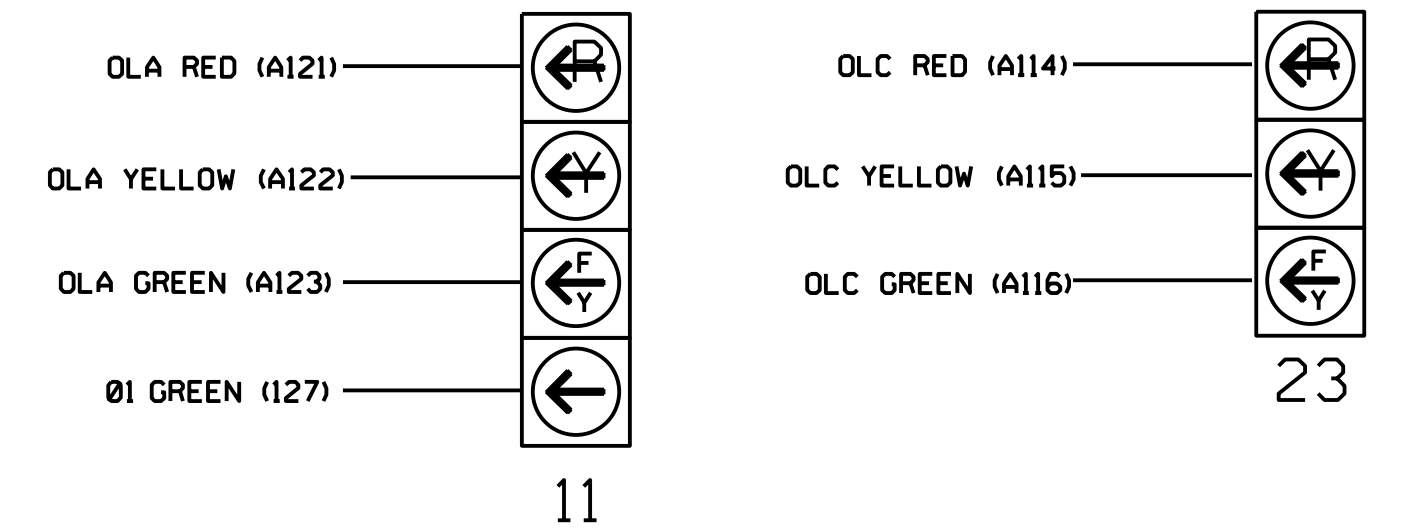 OLA RED (A121)
R
OLA YELLOW (A122)
Y
OLA GREEN (A123)
F
Y
Ø1 GREEN (127)
11
OLC RED (A114)
R
OLC YELLOW (A115)
Y
OLC GREEN (A116)
F
Y
23